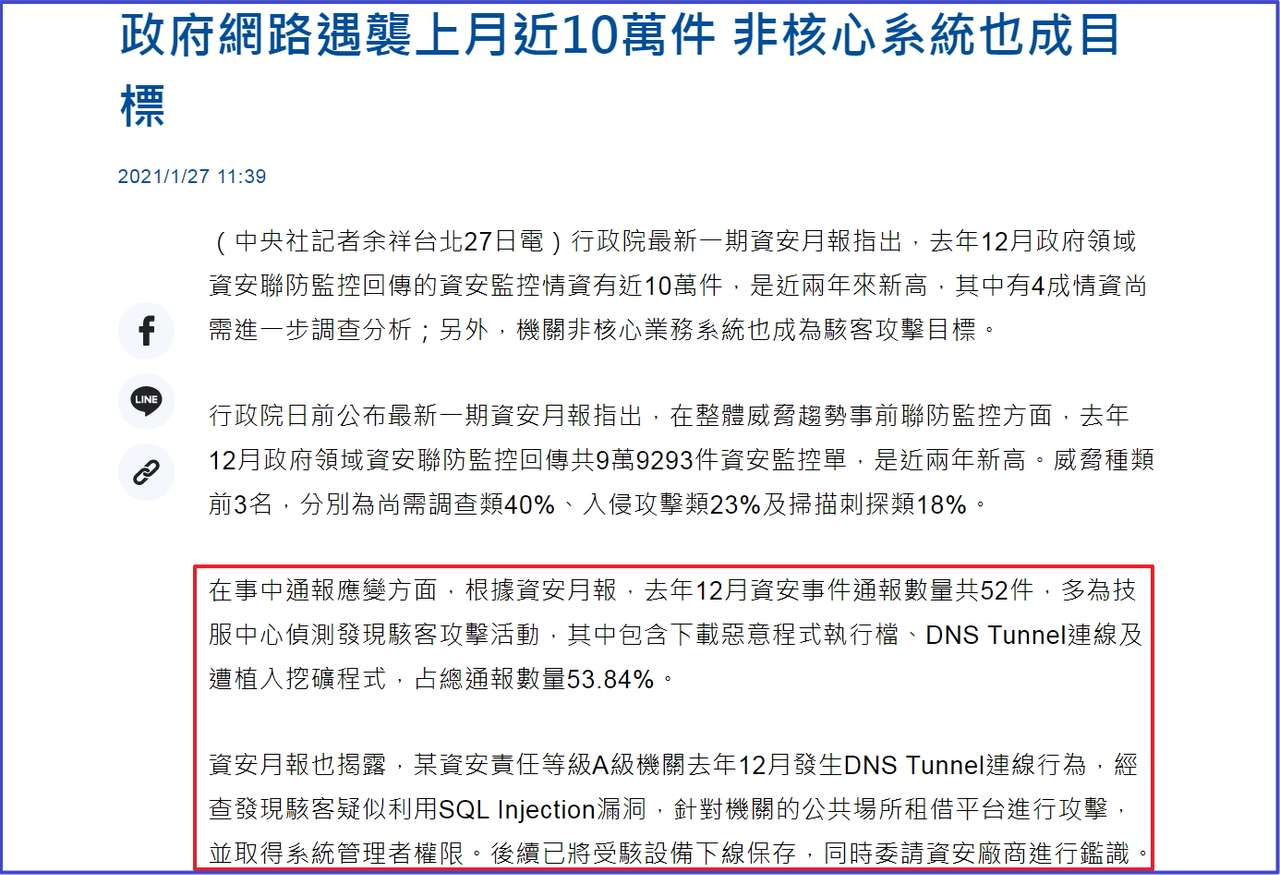 政府網路遇襲上月近10萬件 非核心系統也成目
標
2021/1/27 11:39
（中央社記者余祥台北27日電）行政院最新一期資安月報指出，去年12月政府領域
資安聯防監控回傳的資安監控情資有近10萬件，是近兩年來新高，其中有4成情資尚
需進一步調查分析；另外，機關非核心業務系統也成為駭客攻擊目標。
LINE
行政院日前公布最新一期資安月報指出，在整體威脅趨勢事前聯防監控方面，去年
12月政府領域資安聯防監控回傳共9萬9293件資安監控單，是近兩年新高。威脅種類
前3名，分別為尚需調查類40%、入侵攻擊類23%及掃描刺探類18%。
在事中通報應變方面，根據資安月報，去年12月資安事件通報數量共52件，多為技
服中心偵測發現駭客攻擊活動，其中包含下載惡意程式執行檔、DNS Tunnel連線及
遭植入挖礦程式，占總通報數量53.84%。
資安月報也揭露，某資安責任等級A級機關去年12月發生DNS Tunnel連線行為，經
查發現駭客疑似利用SQL Injection漏洞，針對機關的公共場所租借平台進行攻擊，
並取得系統管理者權限。後續已將受駭設備下線保存，同時委請資安廠商進行鑑識。